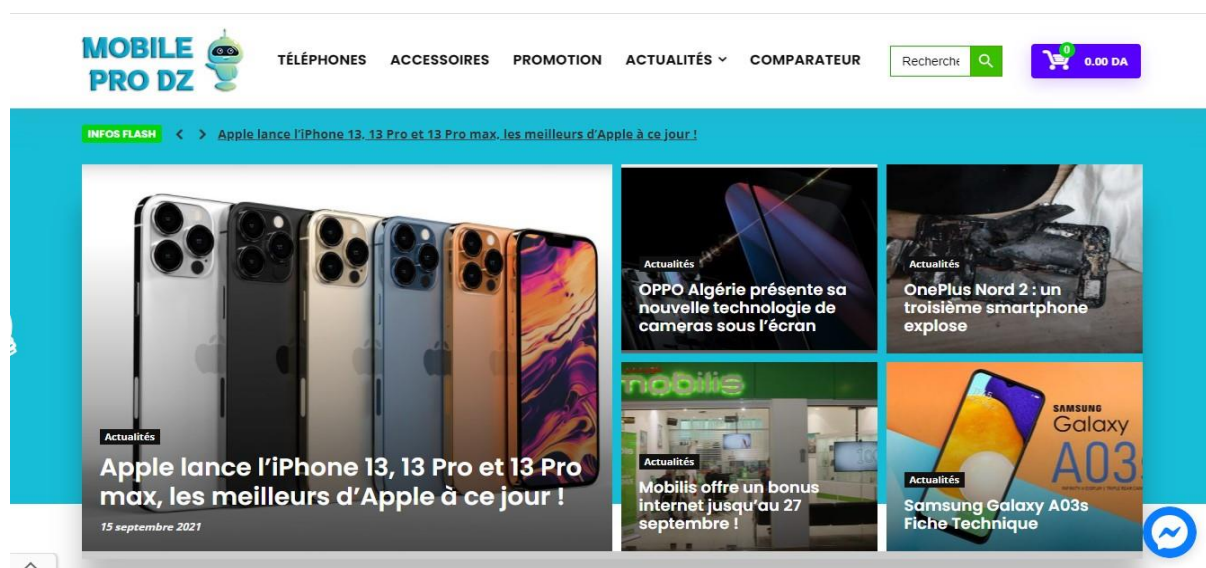 MOBILE
PRO DZ
TÉLÉPHONES ACCESSOIRES PROMOTION ACTUALITÉS COMPARATEUR
Recherche
0
0.00 DA
INFOS FLASH
Apple lance l'iPhone 13, 13 Pro et 13 Pro max, les meilleurs d'Apple à ce jour !
Actualités
Apple lance l'iPhone 13, 13 Pro et 13 Pro
max, les meilleurs d'Apple à ce jour !
15 septembre 2021
Actualités
OPPO Algérie présente sa
nouvelle technologie de
cameras sous l'écran
Actualités
OnePlus Nord 2 : un
troisième smartphone
explose
mobilis
Actualités
Mobilis offre un bonus
internet jusqu'au 27
septembre !
SAMSUNG
Galaxy
A03s
Actualités
Samsung Galaxy A03s
Fiche Technique